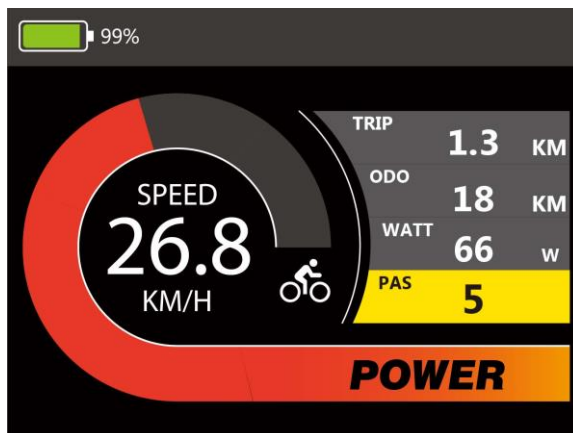 99%
SPEED
26.8
KM/H
TRIP 1.3 KM
ODO 18 KM
WATT 66 W
PAS 5
POWER